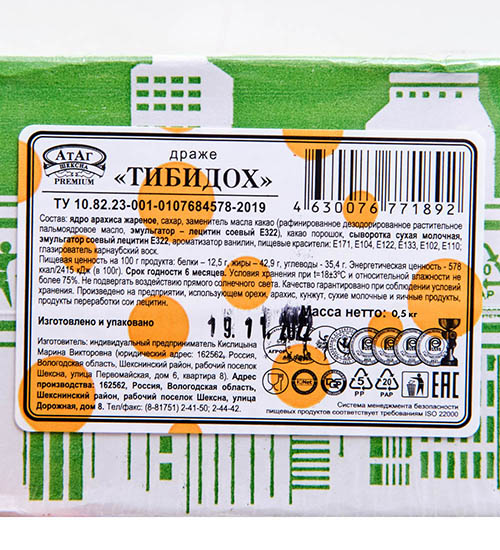 АтАг
ШЕКСНА
PREMIUM
драже
«ТИБИДОХ»
ТУ 10.82.23-001-0107684578-2019
4 630076 771892
Состав: ядро арахиса жареное, сахар, заменитель масла какао (рафинированное дезодорированное растительное
пальмоядровое масло, эмульгатор – лецитин соевый Е322), какао порошок, сыворотка сухая молочная,
эмульгатор соевый лецитин Е322, ароматизатор ванилин, пищевые красители: Е171, Е104, Е122, Е133, Е102, Е110;
глазирователь карнаубский воск.
Пищевая ценность на 100 г продукта: белки – 12,5 г, жиры – 42,9 г, углеводы - 35,4 г. Энергетическая ценность - 578
ккал/2415 кДж (в 100г). Срок годности 6 месяцев. Условия хранения при t=18±3°С и относительной влажности не
более 75%. Не подвергать воздействию прямого солнечного света. Качество гарантировано при соблюдении условий
хранения. Произведено на предприятии, использующем орехи, арахис, кунжут, сухие молочные и яичные продукты,
продукты переработки сои лецитин.
Изготовлено и упаковано
19.11
Масса нетто: 0,5 кг
Изготовитель: индивидуальный предприниматель Кислицына
Марина Викторовна (юридический адрес: 162562, Россия,
Вологодская область, Шекснинский район, рабочий поселок
Шексна, улица Первомайская, дом 6, квартира 8). Адрес
производства: 162562, Россия, Вологодская область
Шекснинский район, рабочий поселок Шексна, улица
Дорожная, дом 8. Тел./факс: (8-81751) 2-41-50; 2-44-42.
5
PP
20
PAP
EAC
Система менеджмента безопасности
пищевых продуктов соответствует требованиям ISO 22000